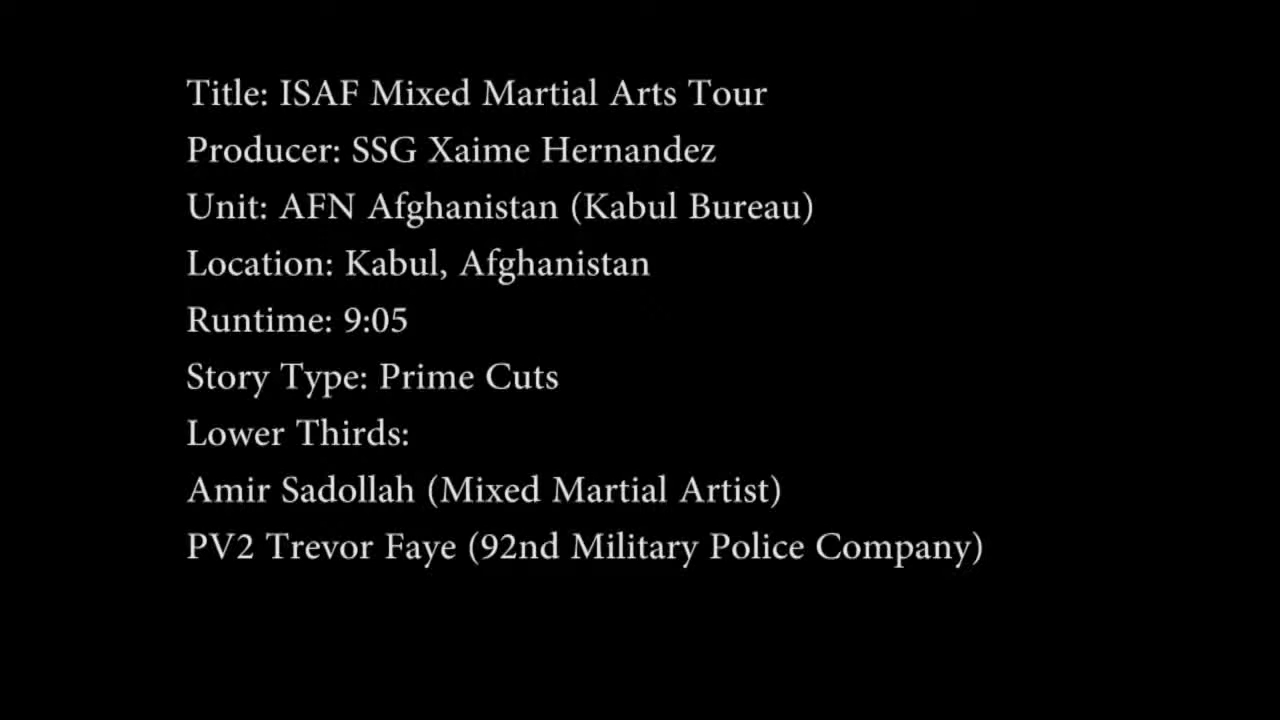 Title: ISAF Mixed Martial Arts Tour
Producer: SSG Xaime Hernandez
Unit: AFN Afghanistan (Kabul Bureau)
Location: Kabul, Afghanistan
Runtime: 9:05
Story Type: Prime Cuts
Lower Thirds:
Amir Sadollah (Mixed Martial Artist)
PV2 Trevor Faye (92nd Military Police Company)